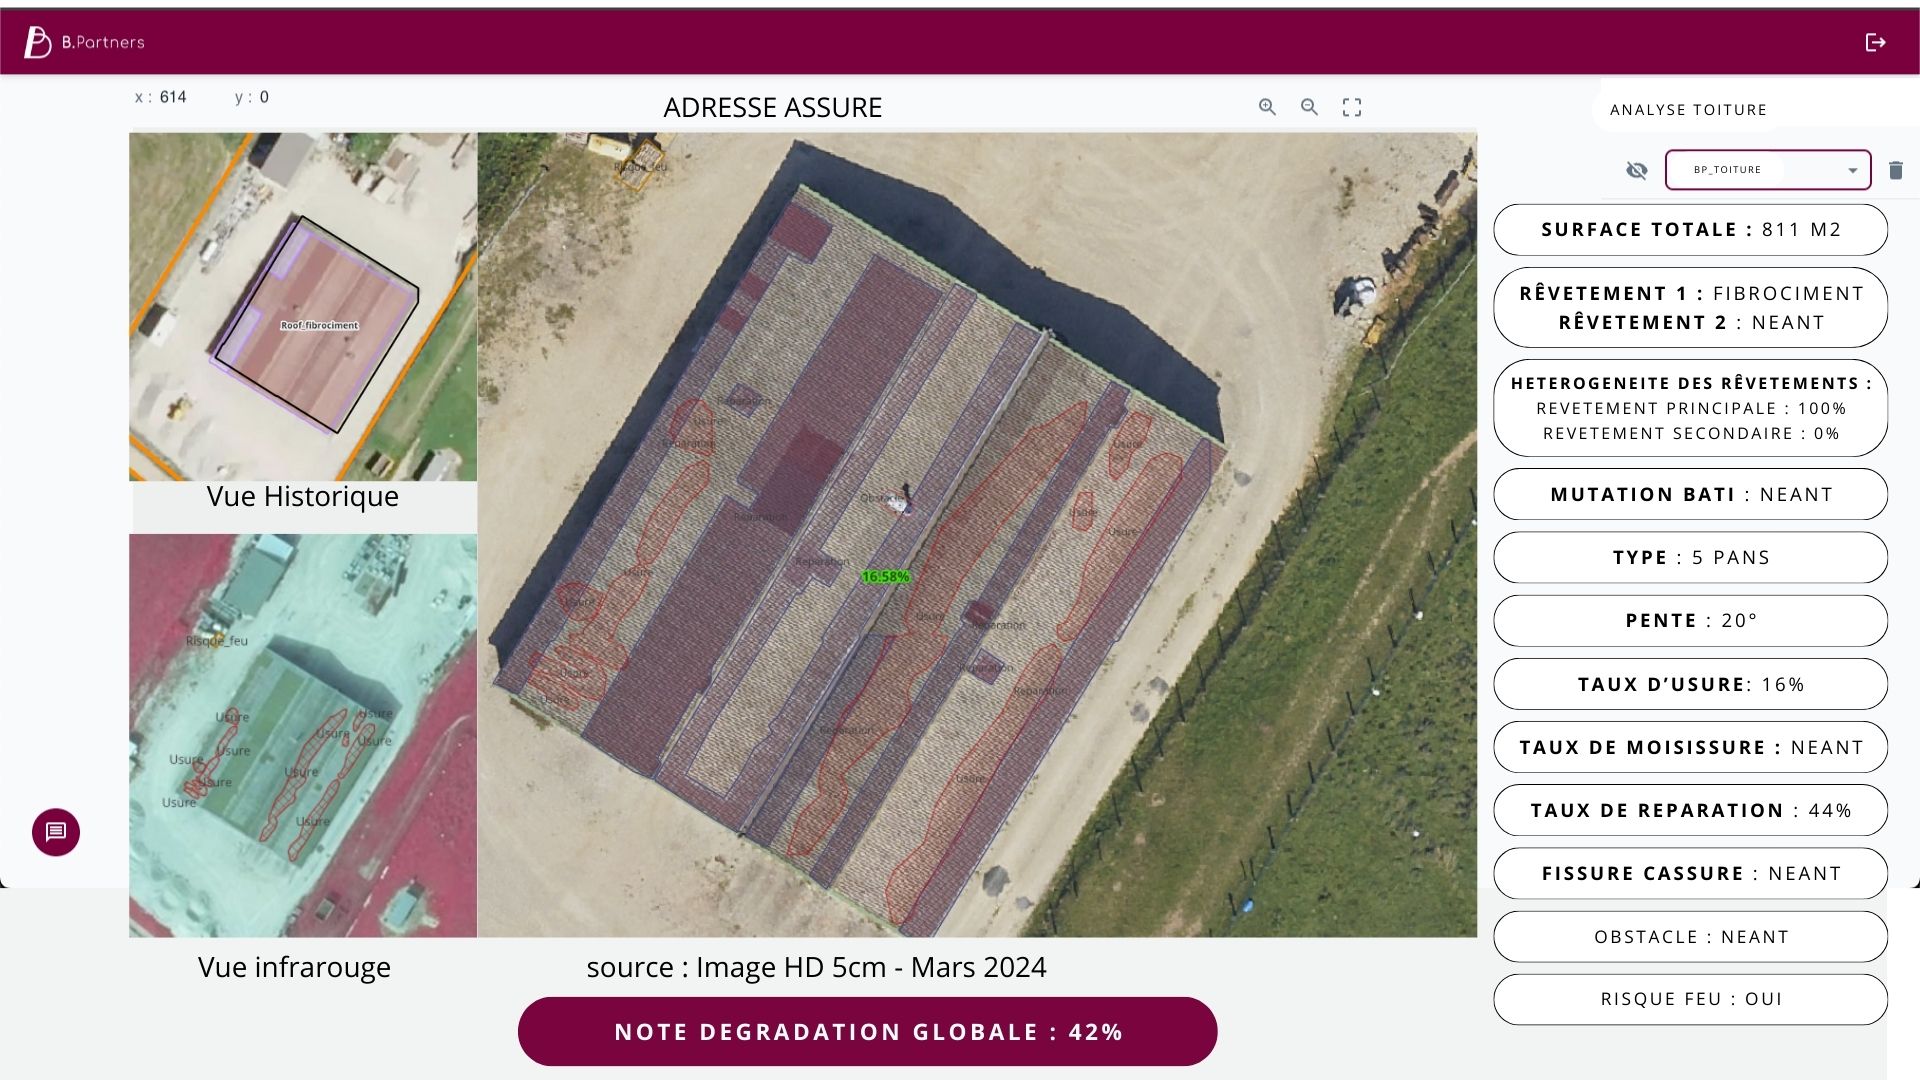 B.Partners
x : 614 y : 0
ADRESSE ASSURE
ANALYSE TOITURE
BP_TOITURE
Roof_fibrociment
Vue Historique
Risque_feu
Usure
Usure
Usure
Usure
Usure
Usure
Usure
Usure
Usure
Usure
Vue infrarouge
Risque_feu
Reparation
Usure
Reparation
Usure
Obstacle
Reparation
Usure
Usure
Reparation
Usure
16.58%
Usure
Usure
Reparation
Reparation
Usure
Reparation
Usure
Reparation
Usure
source : Image HD 5cm - Mars 2024
SURFACE TOTALE : 811 M2
RÊVETEMENT 1 : FIBROCIMENT
RÊVETEMENT 2 : NEANT
HETEROGENEITE DES RÊVETEMENTS :
REVETEMENT PRINCIPALE : 100%
REVETEMENT SECONDAIRE : 0%
MUTATION BATI : NEANT
TYPE : 5 PANS
PENTE : 20°
TAUX D’USURE: 16%
TAUX DE MOISISSURE : NEANT
TAUX DE REPARATION : 44%
FISSURE CASSURE : NEANT
OBSTACLE : NEANT
RISQUE FEU : OUI
NOTE DEGRADATION GLOBALE : 42%